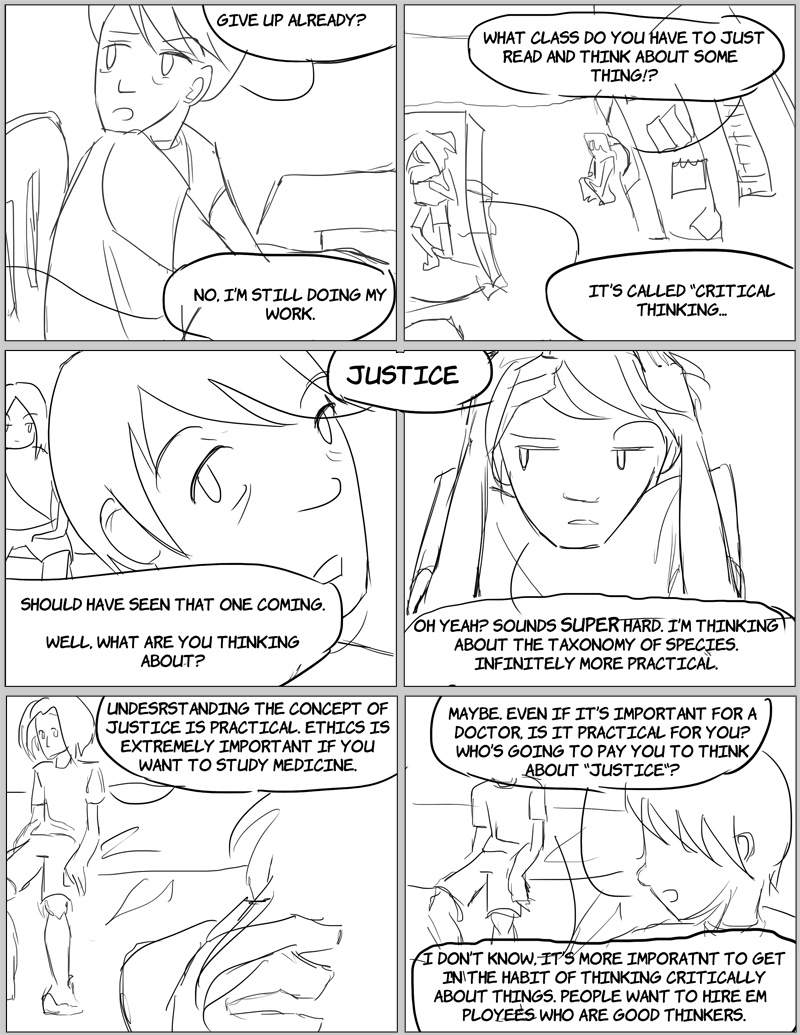 GIVE UP ALREADY?
NO, I'M STILL DOING MY
WORK.
WHAT CLASS DO YOU HAVE TO JUST
READ AND THINK ABOUT SOME
THING!?
IT'S CALLED "CRITICAL
THINKING...
JUSTICE
SHOULD HAVE SEEN THAT ONE COMING.
WELL, WHAT ARE YOU THINKING
ABOUT?
OH YEAH? SOUNDS SUPER HARD. I'M THINKING
ABOUT THE TAXONOMY OF SPECIES.
INFINITELY MORE PRACTICAL.
UNDESRSTANDING THE CONCEPT OF
JUSTICE IS PRACTICAL. ETHICS IS
EXTREMELY IMPORTANT IF YOU
WANT TO STUDY MEDICINE.
MAYBE. EVEN IF IT'S IMPORTANT FOR A
DOCTOR, IS IT PRACTICAL FOR YOU?
WHO'S GOING TO PAY YOU TO THINK
ABOUT "JUSTICE"?
I DON'T KNOW, IT'S MORE IMPORATNT TO GET
IN THE HABIT OF THINKING CRITICALLY
ABOUT THINGS. PEOPLE WANT TO HIRE EM
PLOYEES WHO ARE GOOD THINKERS.